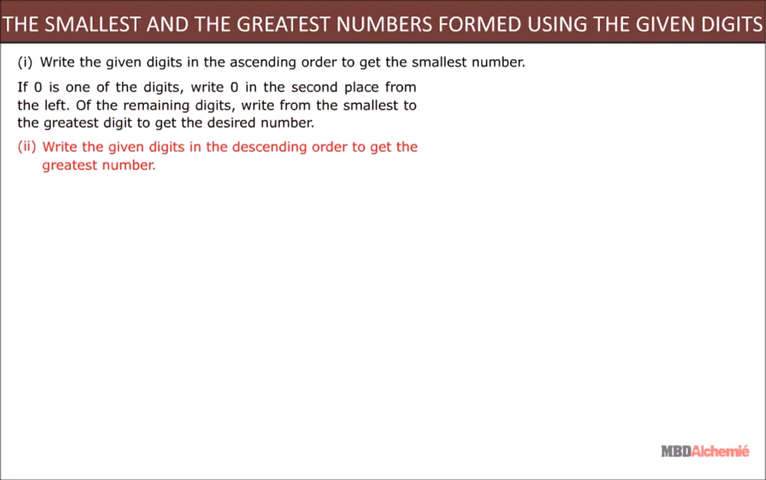 THE SMALLEST AND THE GREATEST NUMBERS FORMED USING THE GIVEN DIGITS
(i) Write the given digits in the ascending order to get the smallest number.
If 0 is one of the digits, write 0 in the second place from
the left. Of the remaining digits, write from the smallest to
the greatest digit to get the desired number.
(ii) Write the given digits in the descending order to get the
greatest number.
MBDAlchemié